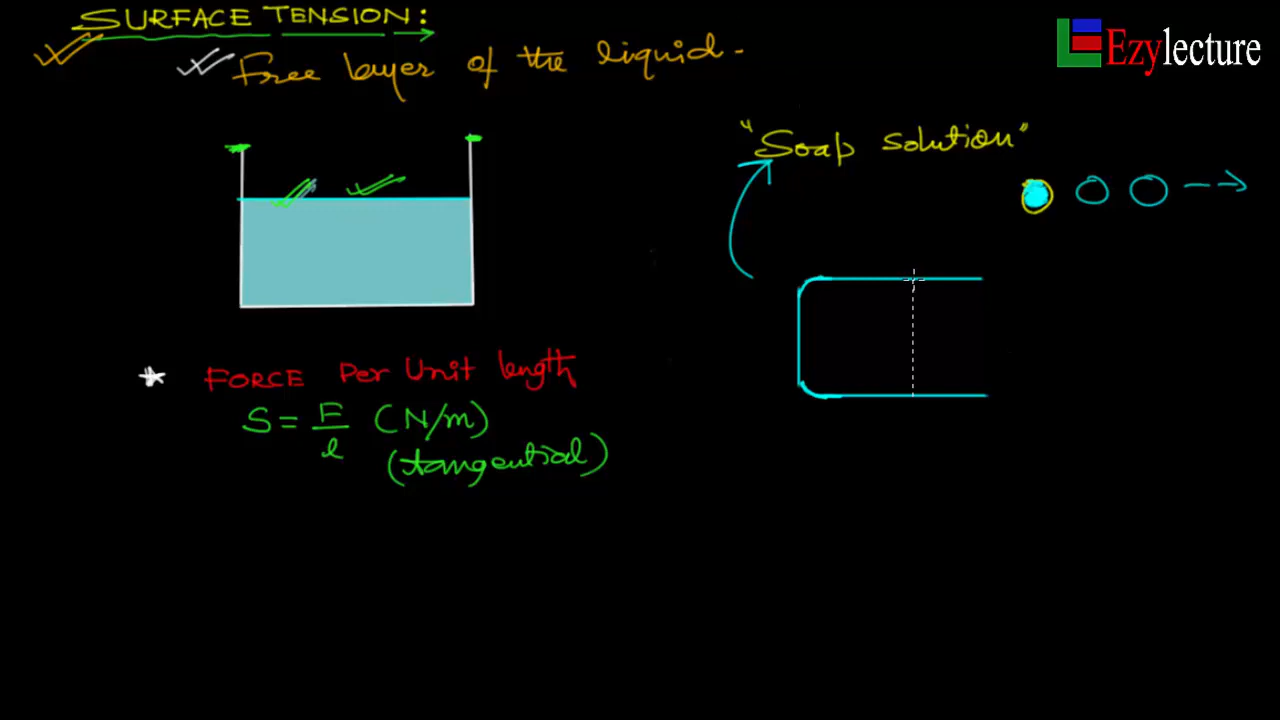 SURFACE TENSION:
Free layer of the liquid -
Ezylecture
"Soap solution"
* FORCE Per Unit length
S = F/l (N/m)
(tangential)